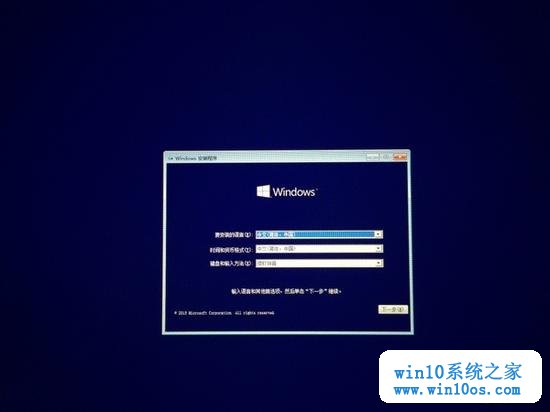 Windows 安装程序
Windows
要安装的语言(E): 中文(简体，中国)
时间和货币格式(T): 中文(简体，中国)
键盘和输入方法(K): 微软拼音
输入语言和其他首选项，然后单击"下一步"继续。
Microsoft Corporation. All rights reserved.
下一步(N)
win10系统之家
www.win10os.com